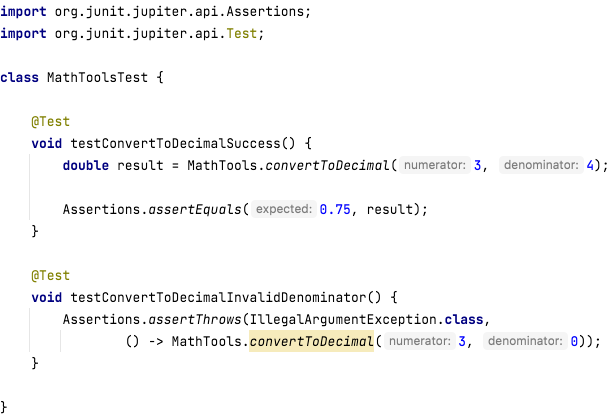 import org.junit.jupiter.api.Assertions;
import org.junit.jupiter.api.Test;
class MathToolsTest {
@Test
void testConvertToDecimalSuccess() {
double result = MathTools.convertToDecimal( numerator: 3, denominator: 4);
Assertions.assertEquals( expected: 0.75, result);
}
@Test
void testConvertToDecimalInvalidDenominator() {
Assertions.assertThrows(IllegalArgumentException.class,
() -> MathTools.convertToDecimal( numerator: 3, denominator: 0));
}
}